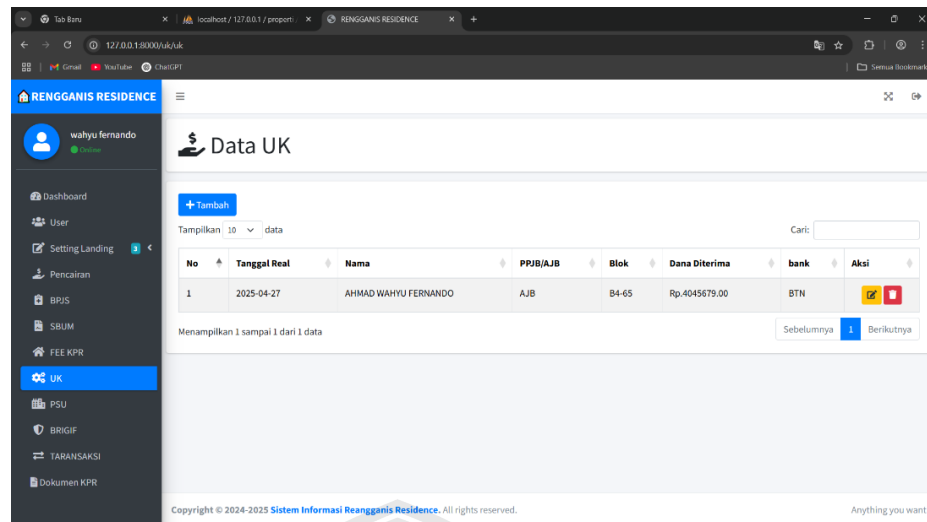 Tab Baru
localhost / 127.0.0.1 / properti
RENGGANIS RESIDENCE
127.0.0.1:8000/uk/uk
Gmail
YouTube
ChatGPT
Semua Bookmark
RENGGANIS RESIDENCE
wahyu fernando
Online
Dashboard
User
Setting Landing 3
Pencairan
BPJS
SBUM
FEE KPR
UK
PSU
BRIGIF
TARANSAKSI
Dokumen KPR
Data UK
Tambah
Tampilkan 10 data
Cari:
No Tanggal Real Nama PPJB/AJB Blok Dana Diterima bank Aksi
1 2025-04-27 AHMAD WAHYU FERNANDO AJB B4-65 Rp.4045679.00 BTN
Menampilkan 1 sampai 1 dari 1 data
Sebelumnya 1 Berikutnya
Copyright © 2024-2025 Sistem Informasi Reangganis Residence. All rights reserved.
Anything you want